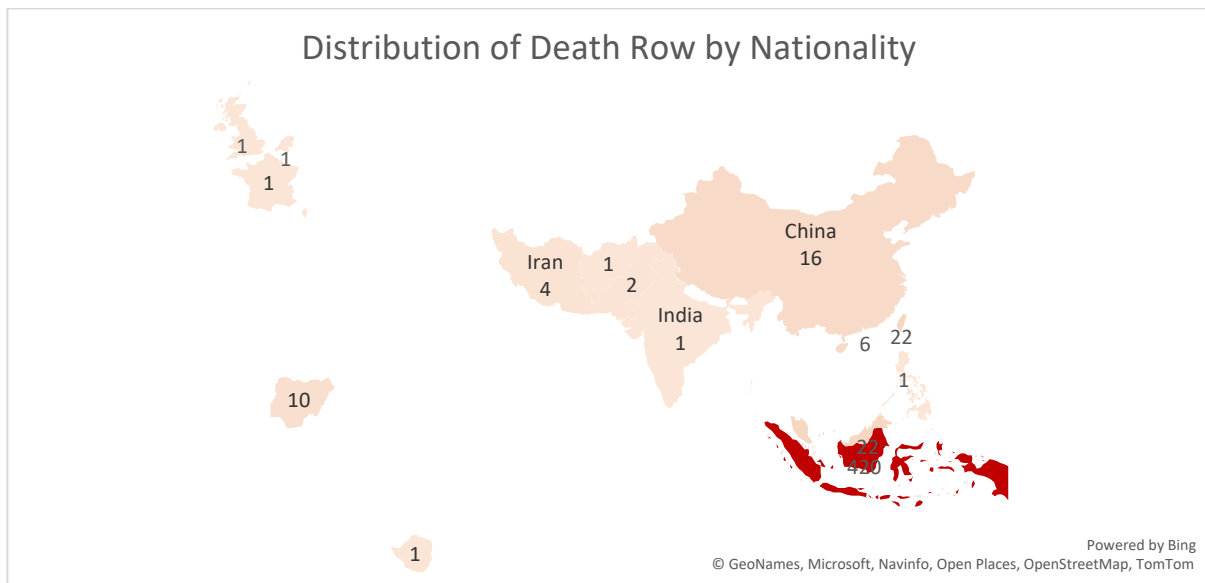 Distribution of Death Row by Nationality
1
1
1
China
16
Iran
4
1
2
India
1
6
22
1
10
22
420
1
Powered by Bing
© GeoNames, Microsoft, Navinfo, Open Places, OpenStreetMap, TomTom